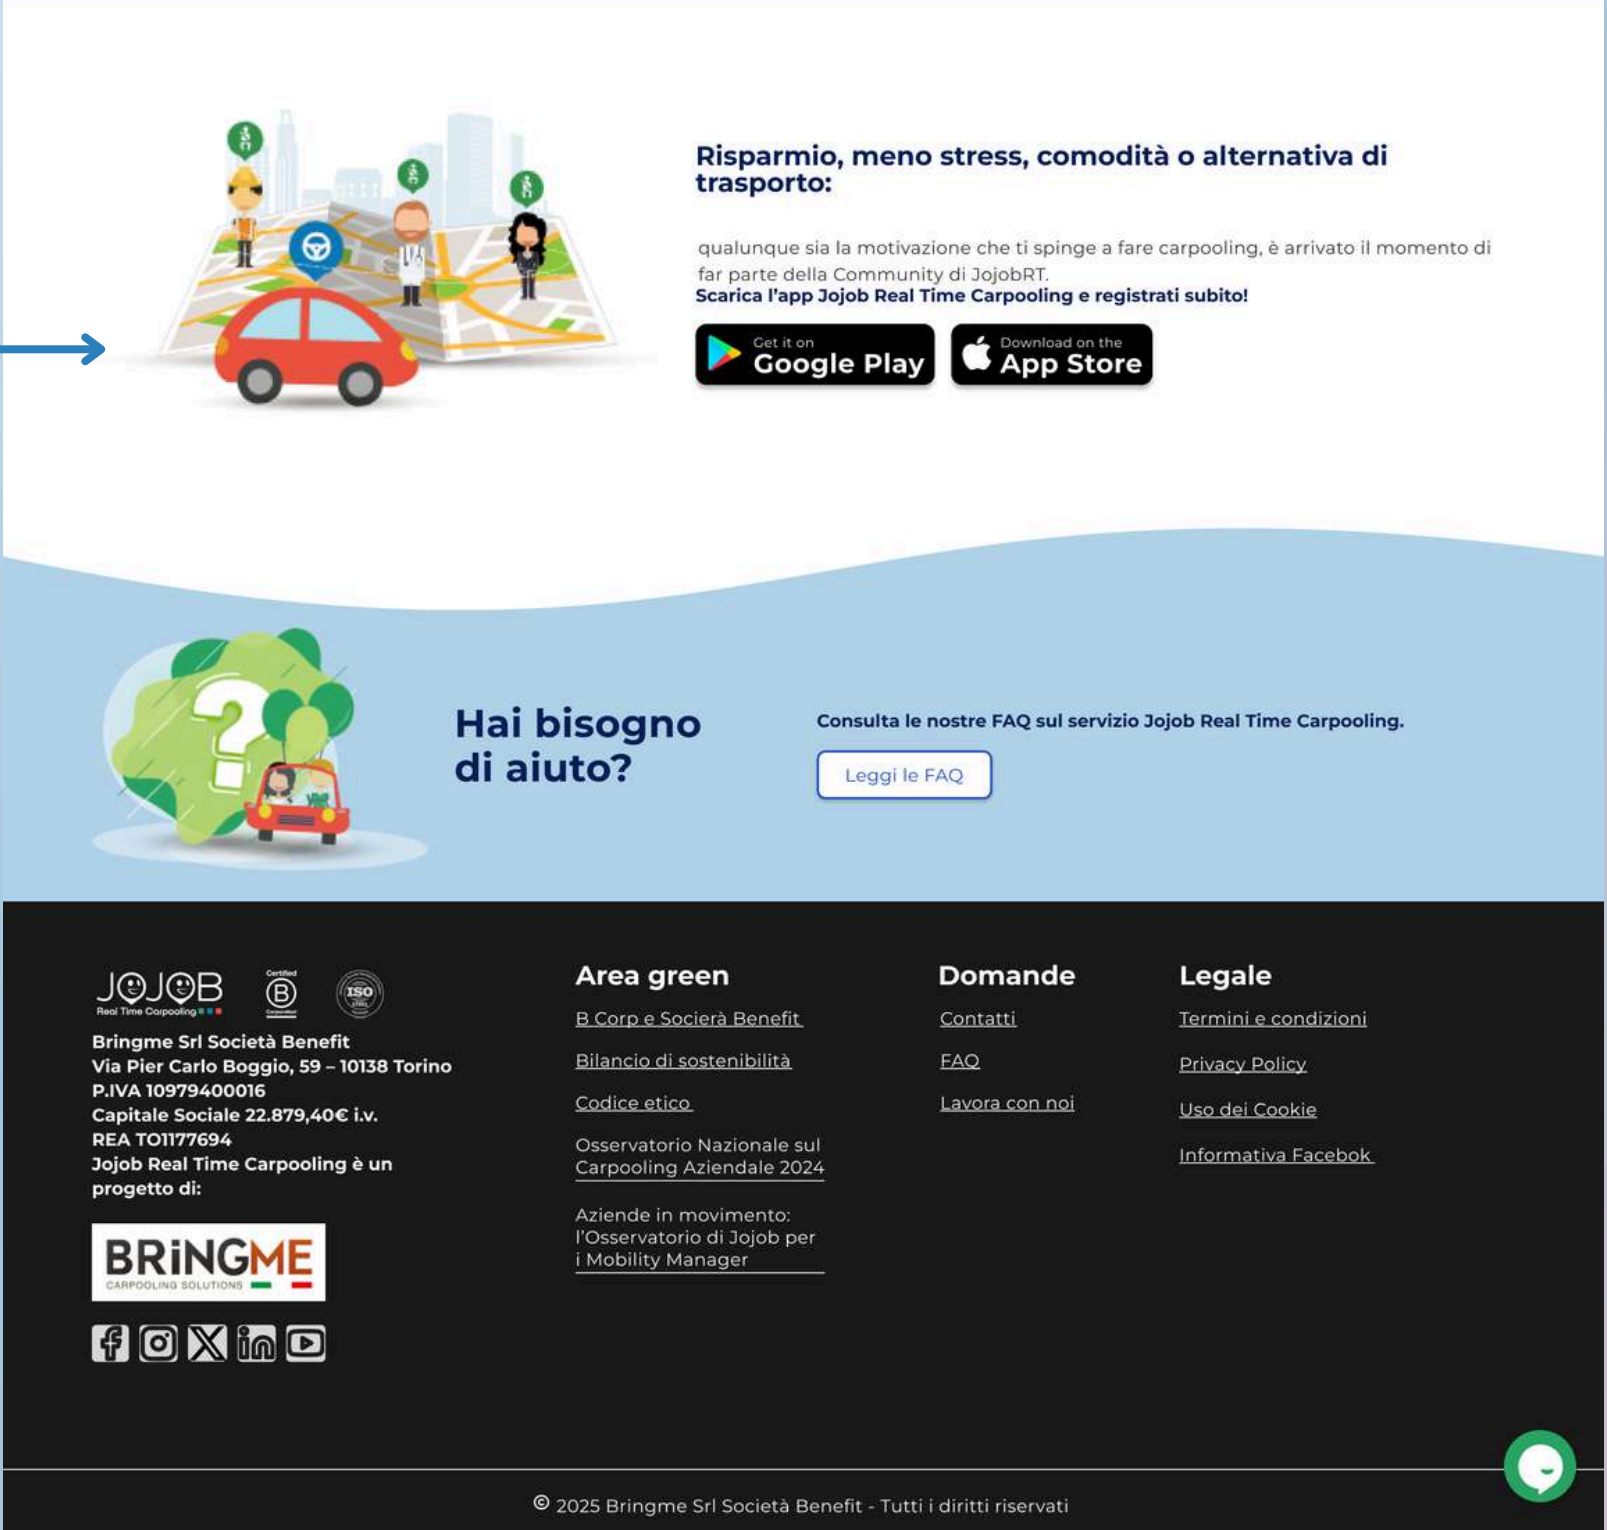 Risparmio, meno stress, comodità o alternativa di
trasporto:
qualunque sia la motivazione che ti spinge a fare carpooling, è arrivato il momento di
far parte della Community di JojobRT.
Scarica l’app Jojob Real Time Carpooling e registrati subito!
Get it on
Google Play
Download on the
App Store
Hai bisogno
di aiuto?
Consulta le nostre FAQ sul servizio Jojob Real Time Carpooling.
Leggi le FAQ
JOJOB
Real Time Carpooling
Certified
B
Corporation
ISO
Bringme Srl Società Benefit
Via Pier Carlo Boggio, 59 – 10138 Torino
P.IVA 10979400016
Capitale Sociale 22.879,40€ i.v.
REA TO1177694
Jojob Real Time Carpooling è un
progetto di:
BRiNGME
CARPOOLING SOLUTIONS
Area green
B Corp e Socierà Benefit
Bilancio di sostenibilità
Codice etico
Osservatorio Nazionale sul
Carpooling Aziendale 2024
Aziende in movimento:
l’Osservatorio di Jojob per
i Mobility Manager
Domande
Contatti
FAQ
Lavora con noi
Legale
Termini e condizioni
Privacy Policy
Uso dei Cookie
Informativa Facebok
© 2025 Bringme Srl Società Benefit - Tutti i diritti riservati